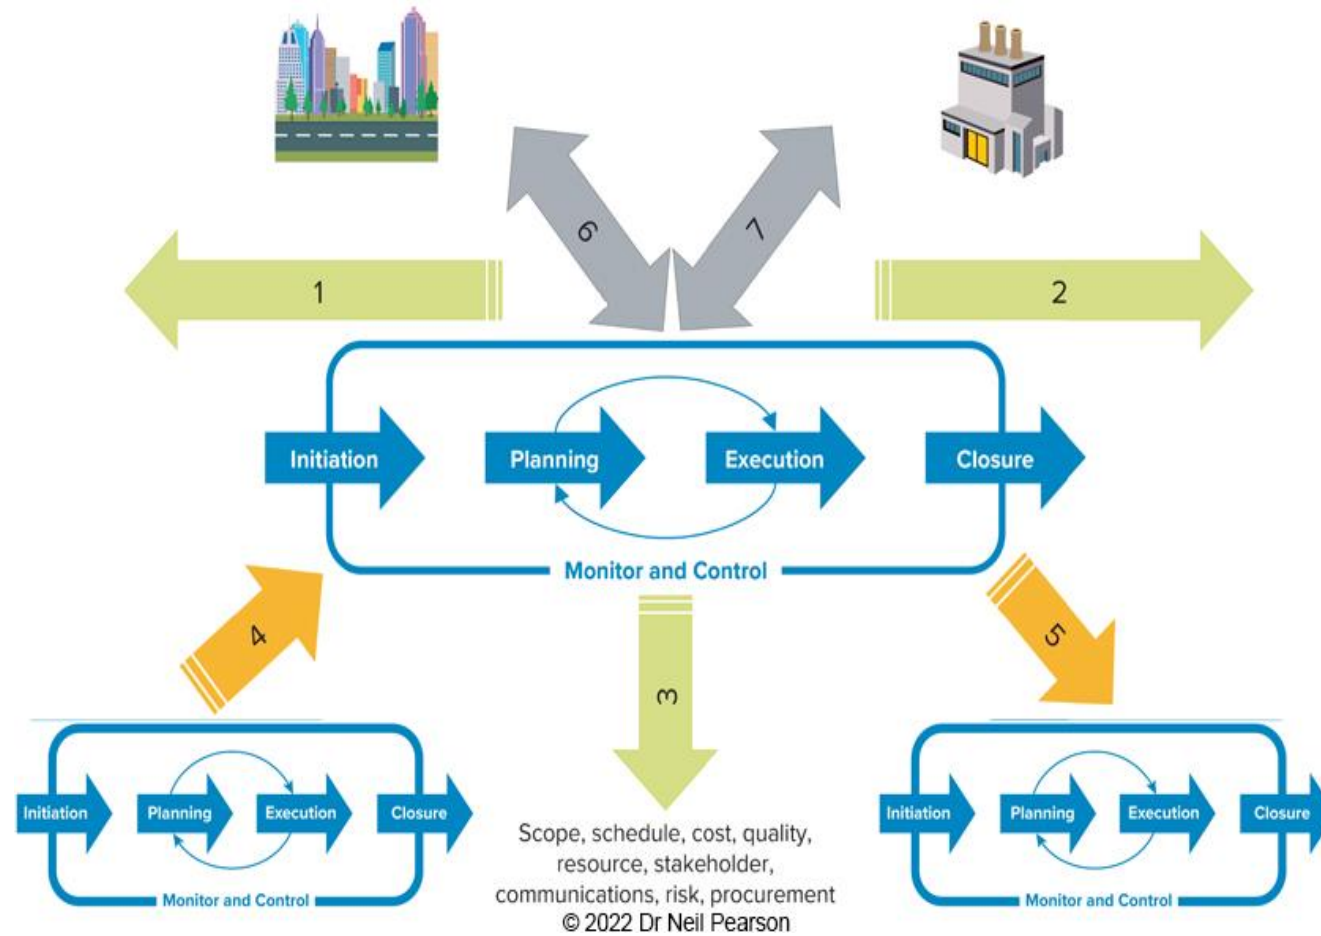 6
7
1
2
Initiation
Planning
Execution
Closure
Monitor and Control
4
5
3
Initiation
Planning
Execution
Closure
Monitor and Control
Scope, schedule, cost, quality,
resource, stakeholder,
communications, risk, procurement
© 2022 Dr Neil Pearson
Initiation
Planning
Execution
Closure
Monitor and Control